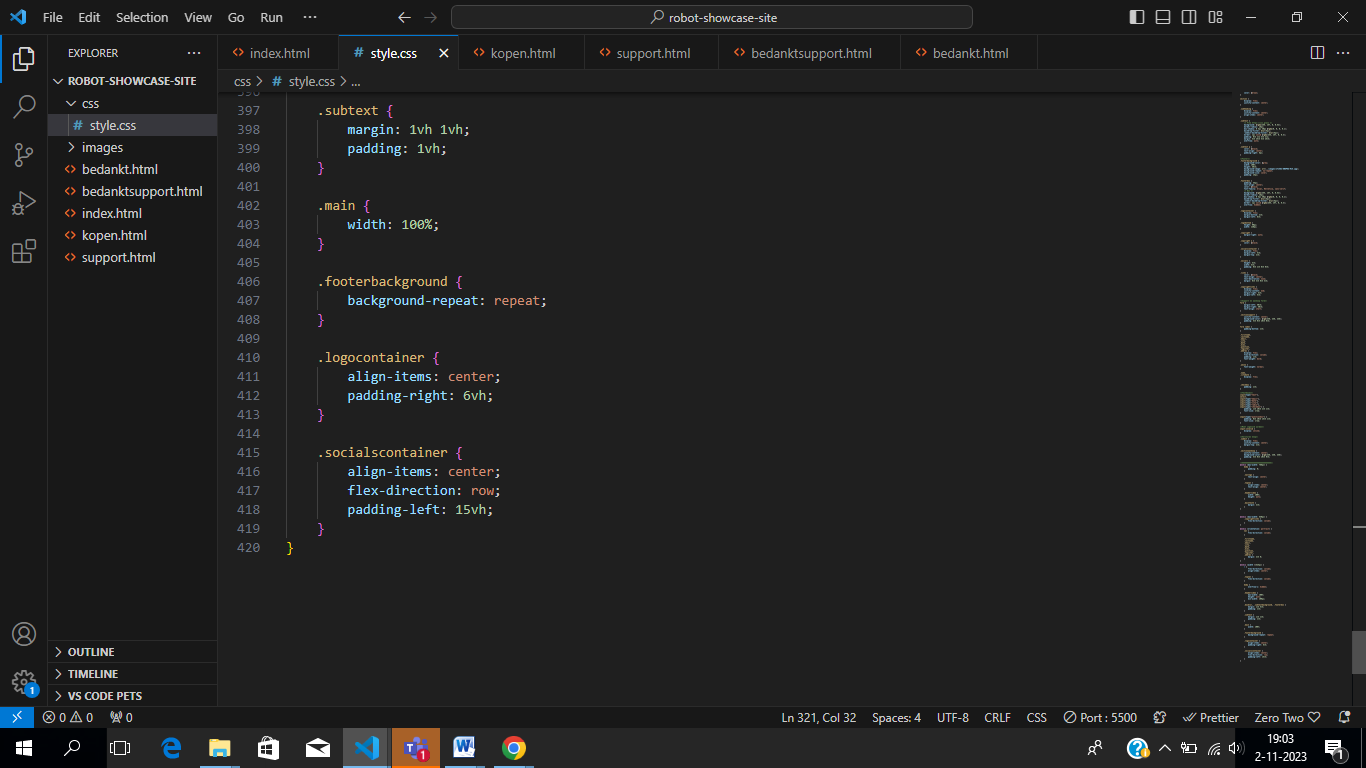 File Edit Selection View Go Run ···
robot-showcase-site
EXPLORER ···
ROBOT-SHOWCASE-SITE
css
# style.css
images
<> bedankt.html
<> bedanktsupport.html
<> index.html
<> kopen.html
<> support.html
OUTLINE
TIMELINE
VS CODE PETS
<> index.html # style.css <> kopen.html <> support.html <> bedanktsupport.html <> bedankt.html
css > # style.css > ...
396
397 .subtext {
398 margin: 1vh 1vh;
399 padding: 1vh;
400 }
401
402 .main {
403 width: 100%;
404 }
405
406 .footerbackground {
407 background-repeat: repeat;
408 }
409
410 .logocontainer {
411 align-items: center;
412 padding-right: 6vh;
413 }
414
415 .socialscontainer {
416 align-items: center;
417 flex-direction: row;
418 padding-left: 15vh;
419 }
420 }
1
0 0 0 Ln 321, Col 32 Spaces: 4 UTF-8 CRLF CSS Port : 5500 Prettier Zero Two
1
19:03
2-11-2023
1